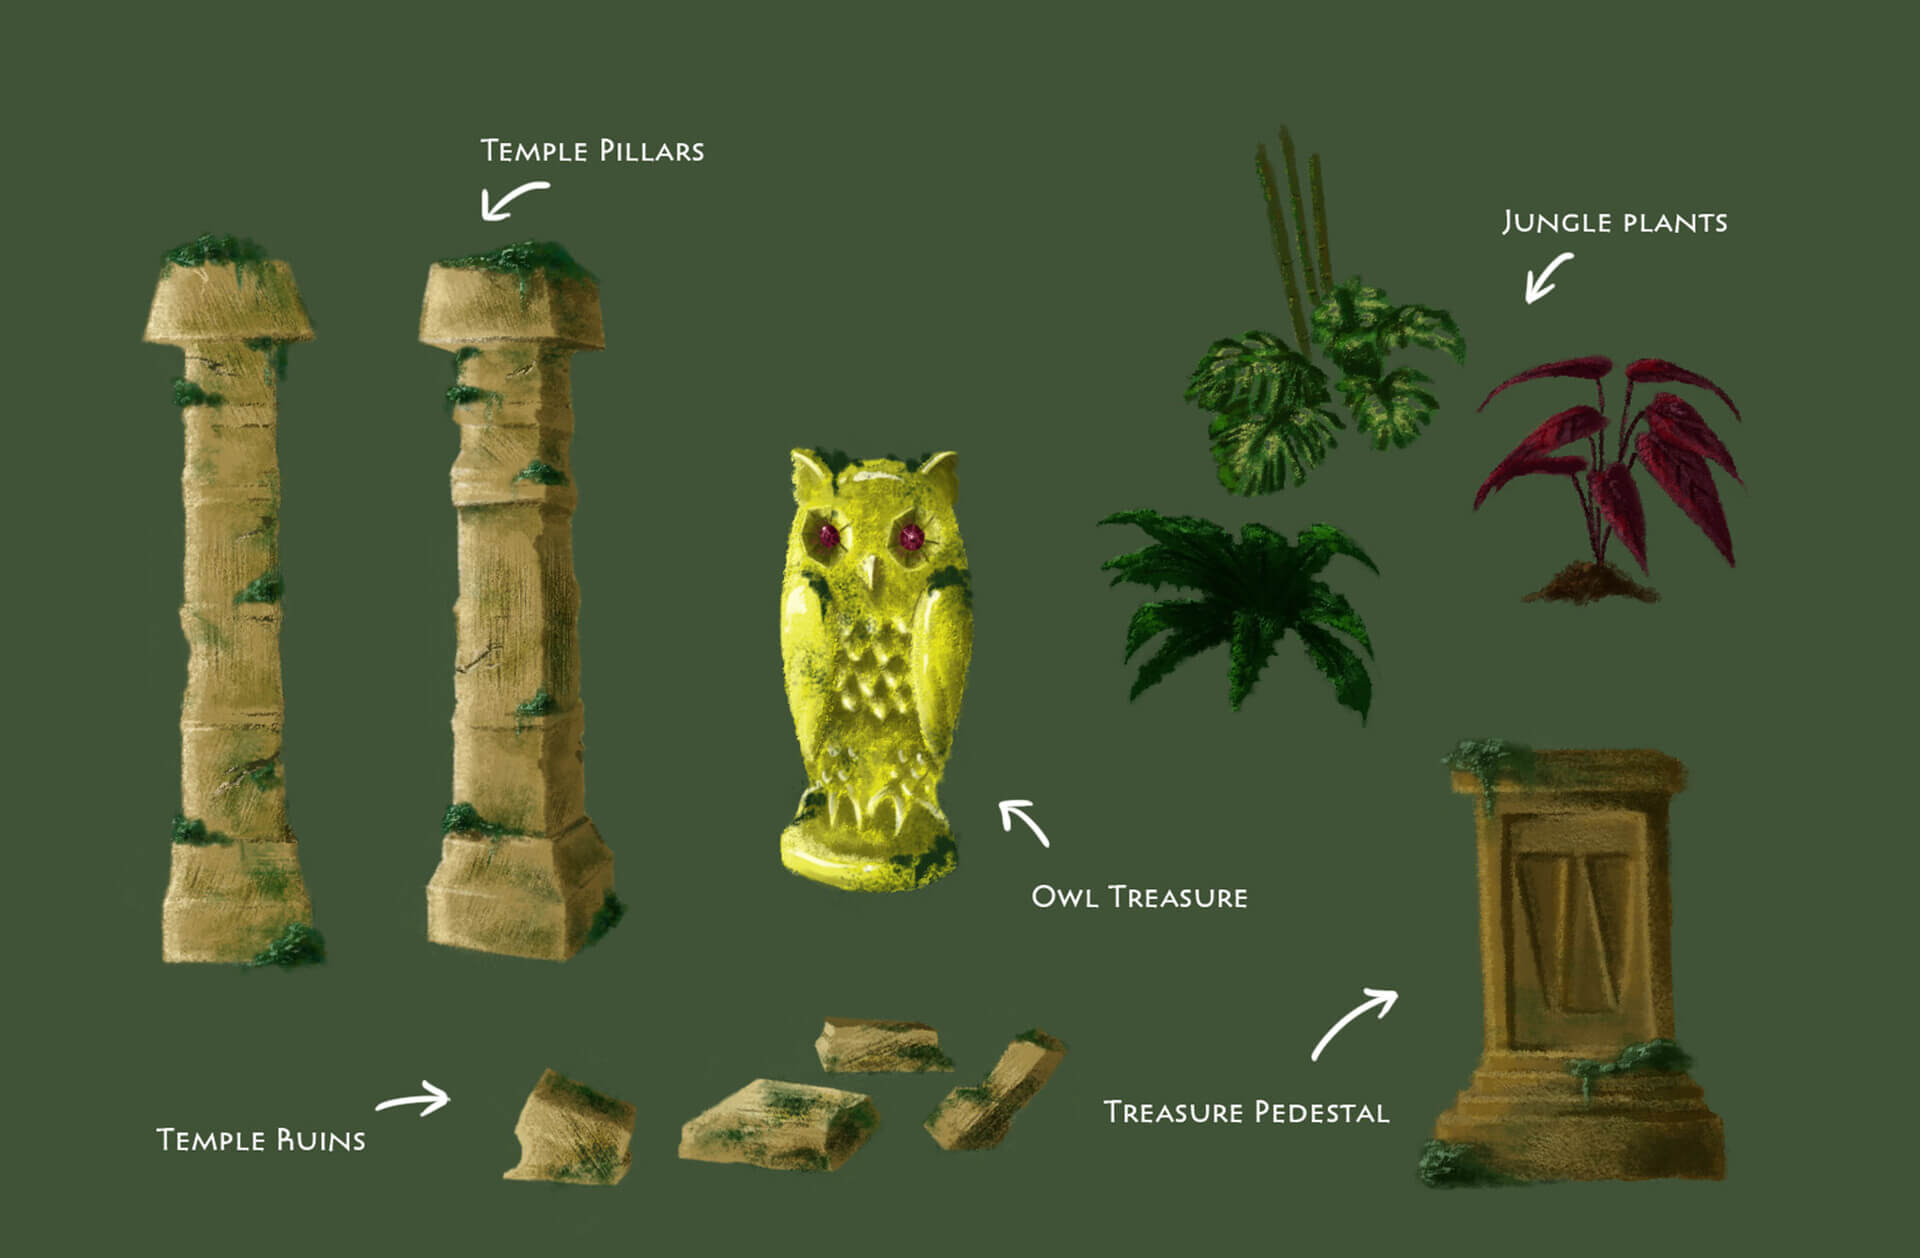 Temple Pillars
Jungle plants
Owl Treasure
Treasure Pedestal
Temple Ruins
W